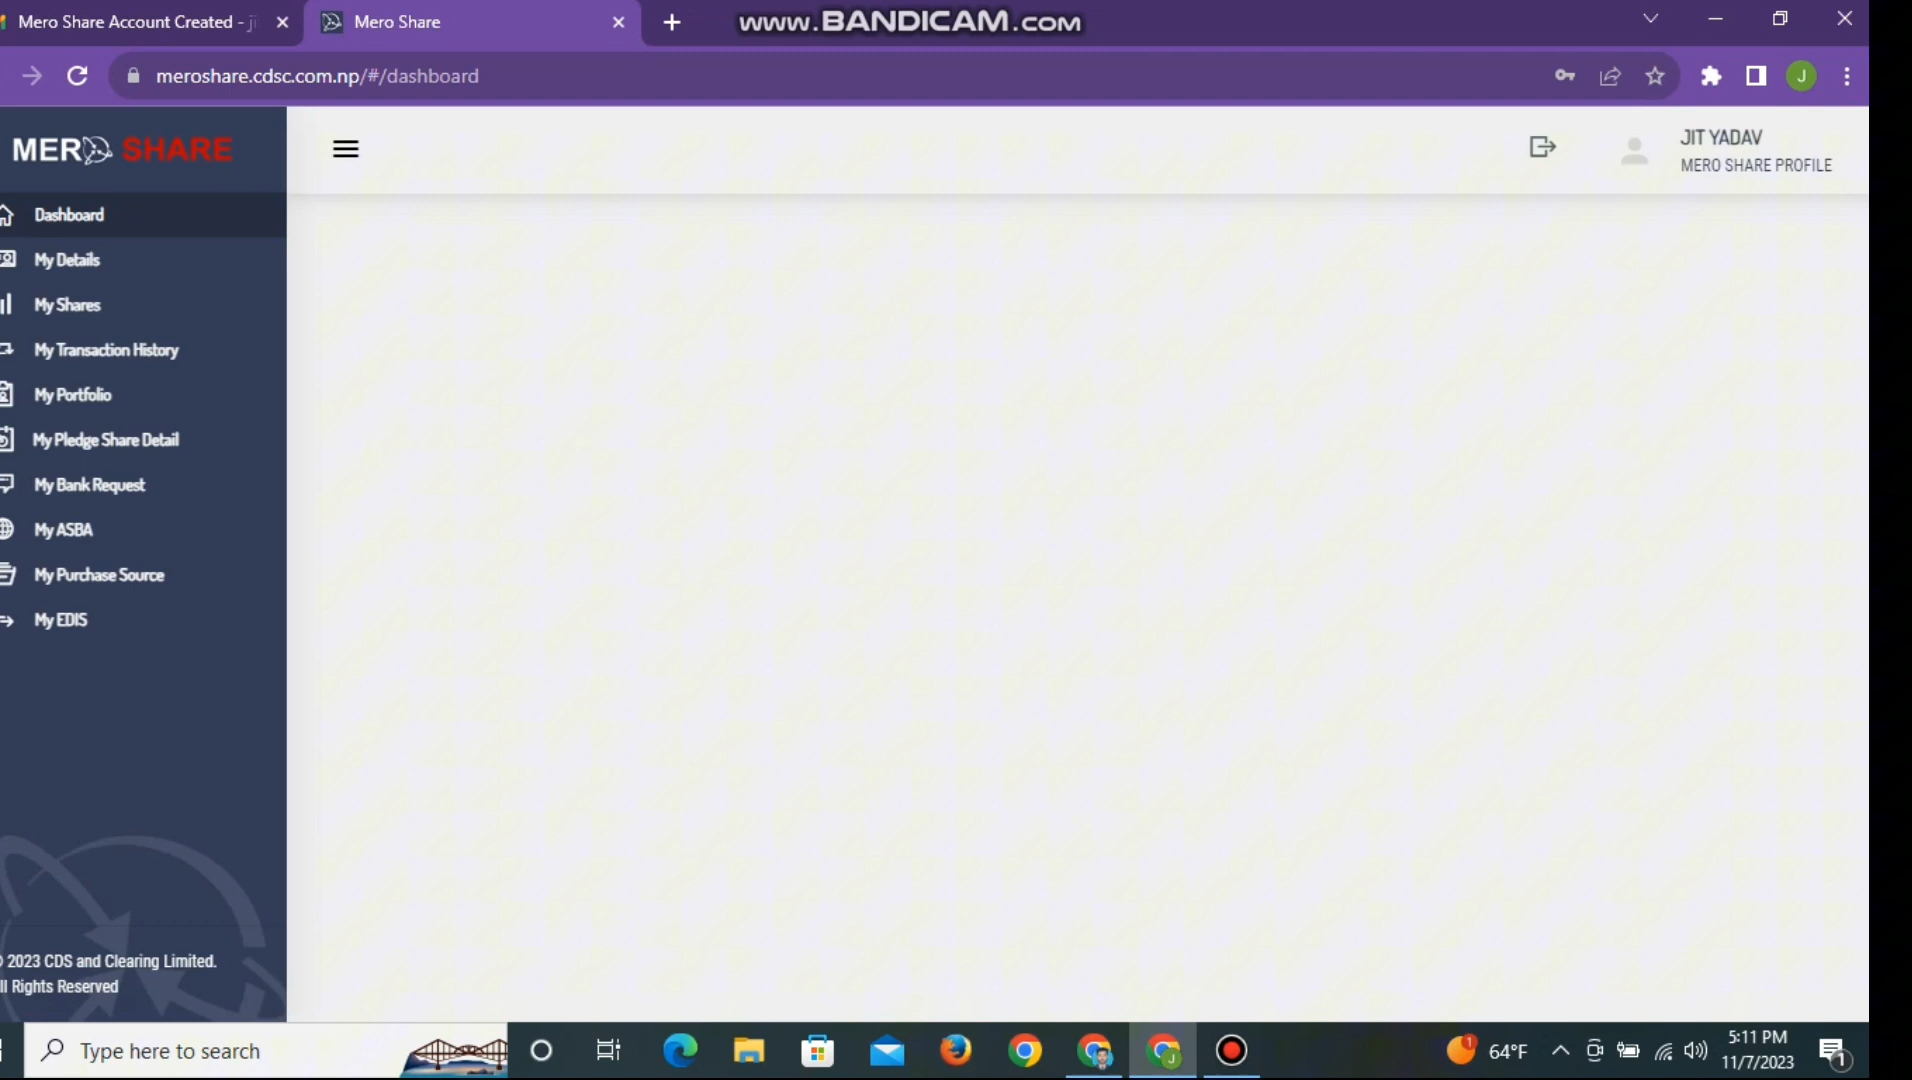 Mero Share Account Created - ji
Mero Share
www.BANDICAM.com
meroshare.cdsc.com.np/#/dashboard
J
MERO SHARE
JIT YADAV
MERO SHARE PROFILE
Dashboard
My Details
My Shares
My Transaction History
My Portfolio
My Pledge Share Detail
My Bank Request
My ASBA
My Purchase Source
My EDIS
© 2023 CDS and Clearing Limited.
ll Rights Reserved
Type here to search
J
1
64°F
5:11 PM
11/7/2023
1